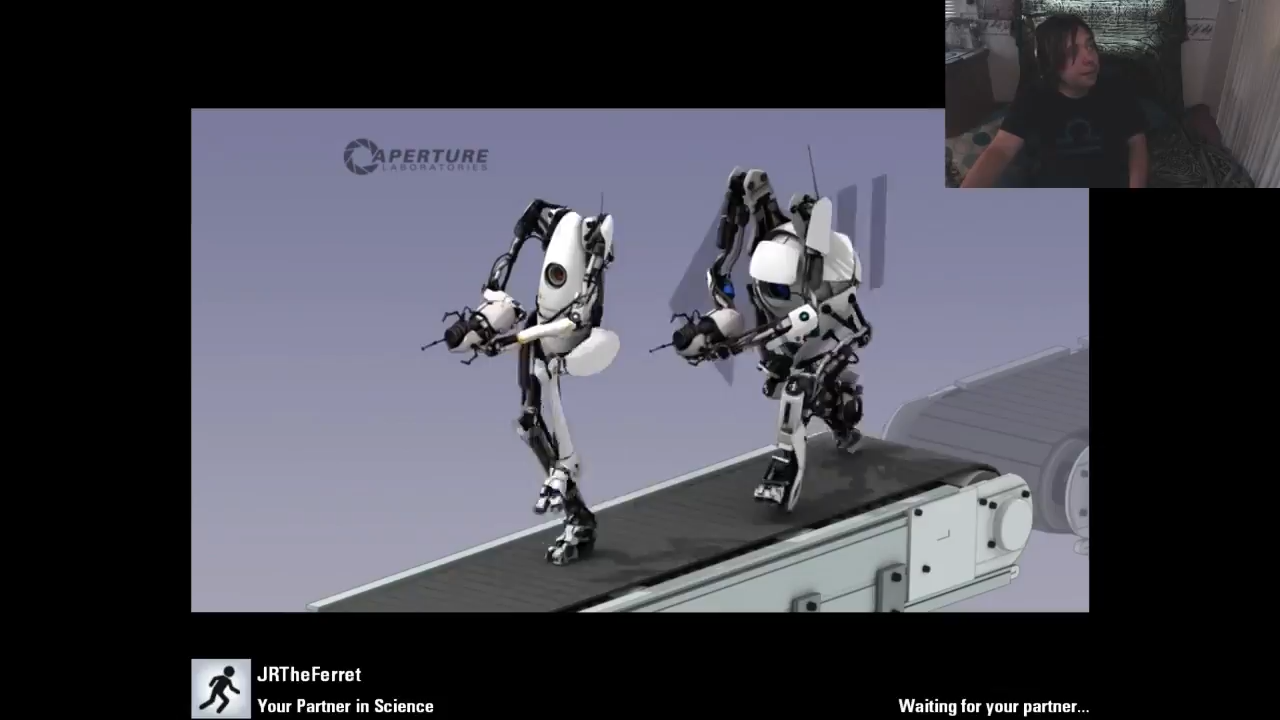 APERTURE
LABORATORIES
JRTheFerret
Your Partner in Science
Waiting for your partner...